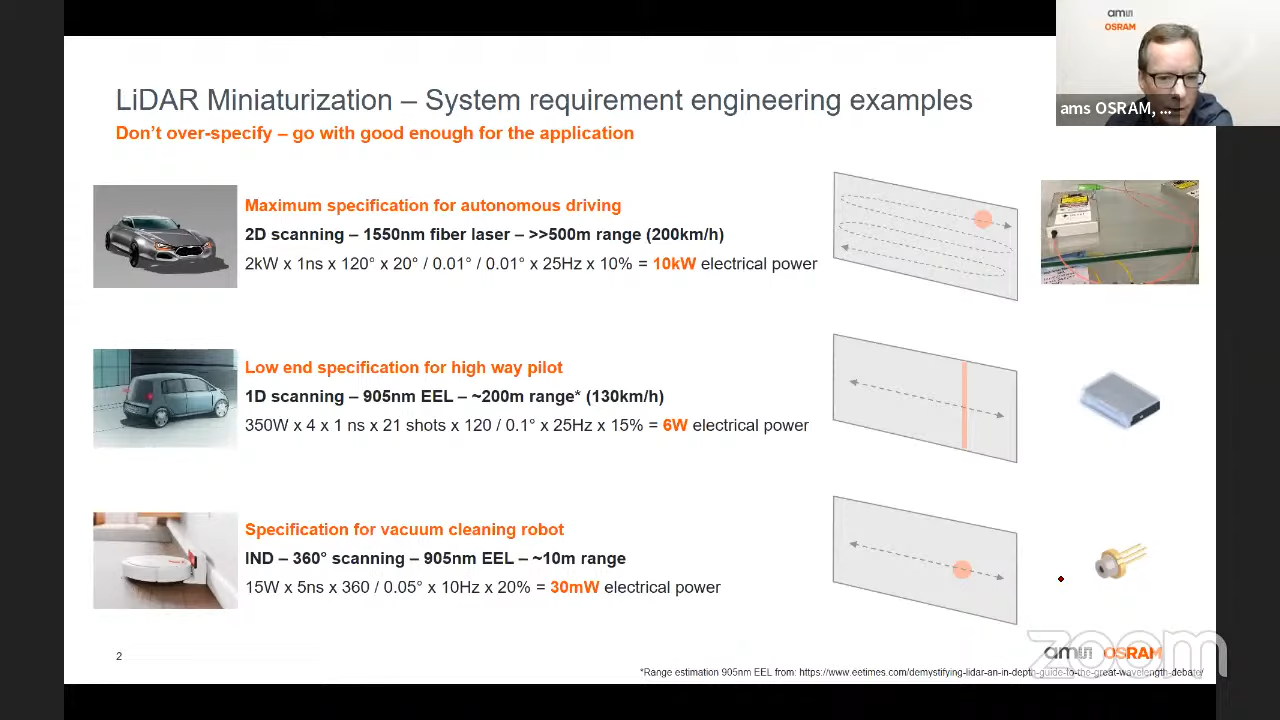 LiDAR Miniaturization – System requirement engineering examples
Don't over-specify – go with good enough for the application
am
OSRAM
ams OSRAM, ...
Maximum specification for autonomous driving
2D scanning – 1550nm fiber laser – >>500m range (200km/h)
2kW x 1ns x 120° x 20° / 0.01° / 0.01° x 25Hz x 10% = 10kW electrical power
Low end specification for high way pilot
1D scanning – 905nm EEL – ~200m range* (130km/h)
350W x 4 x 1 ns x 21 shots x 120 / 0.1° x 25Hz x 15% = 6W electrical power
Specification for vacuum cleaning robot
IND – 360° scanning – 905nm EEL – ~10m range
15W x 5ns x 360 / 0.05° x 10Hz x 20% = 30mW electrical power
2
am OSRAM
zoom
*Range estimation 905nm EEL from: https://www.eetimes.com/demystifying-lidar-an-in-depth-guide-to-the-great-wavelength-debate/